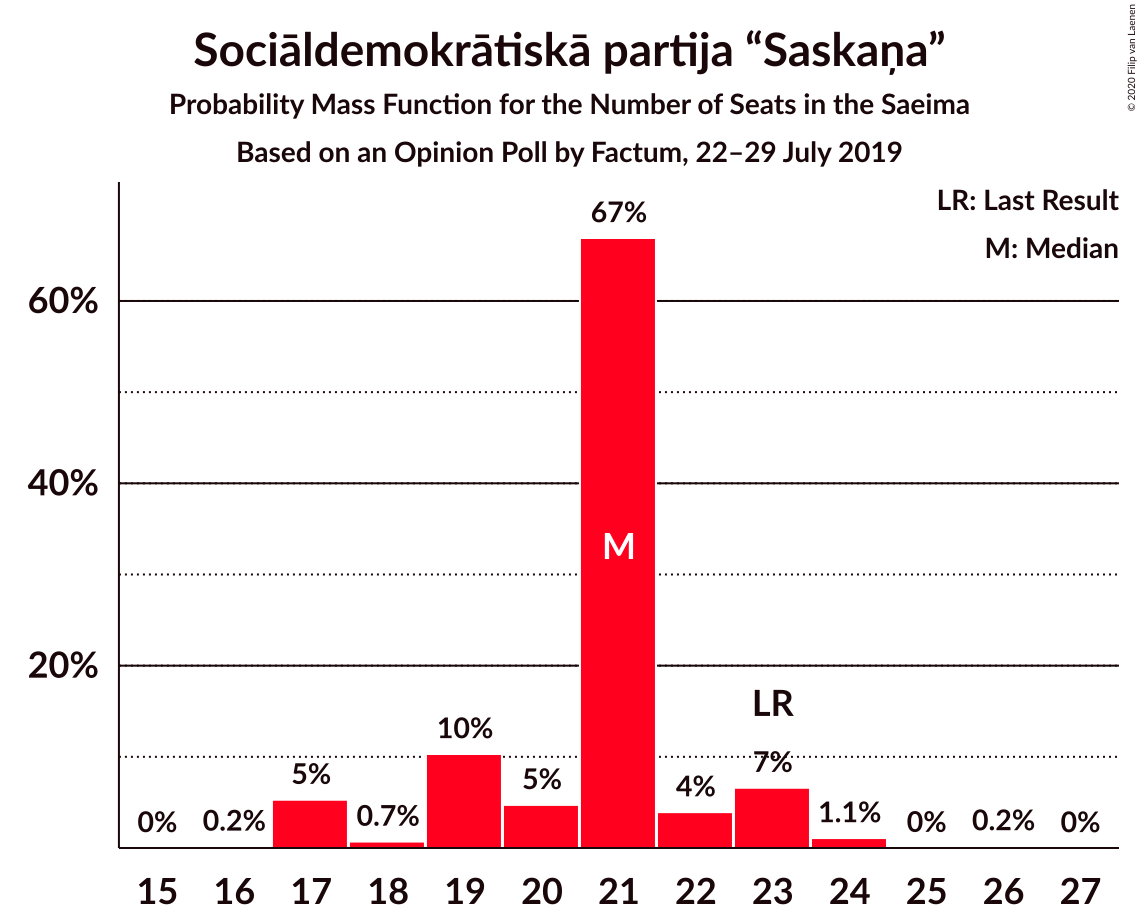 Sociāldemokrātiskā partija “Saskaņa”
Probability Mass Function for the Number of Seats in the Saeima
Based on an Opinion Poll by Factum, 22–29 July 2019
© 2020 Filip van Laenen
LR: Last Result
M: Median
60%
40%
20%
0%
0.2%
5%
0.7%
10%
5%
67%
M
4%
LR
7%
1.1%
0%
0.2%
0%
15 16 17 18 19 20 21 22 23 24 25 26 27